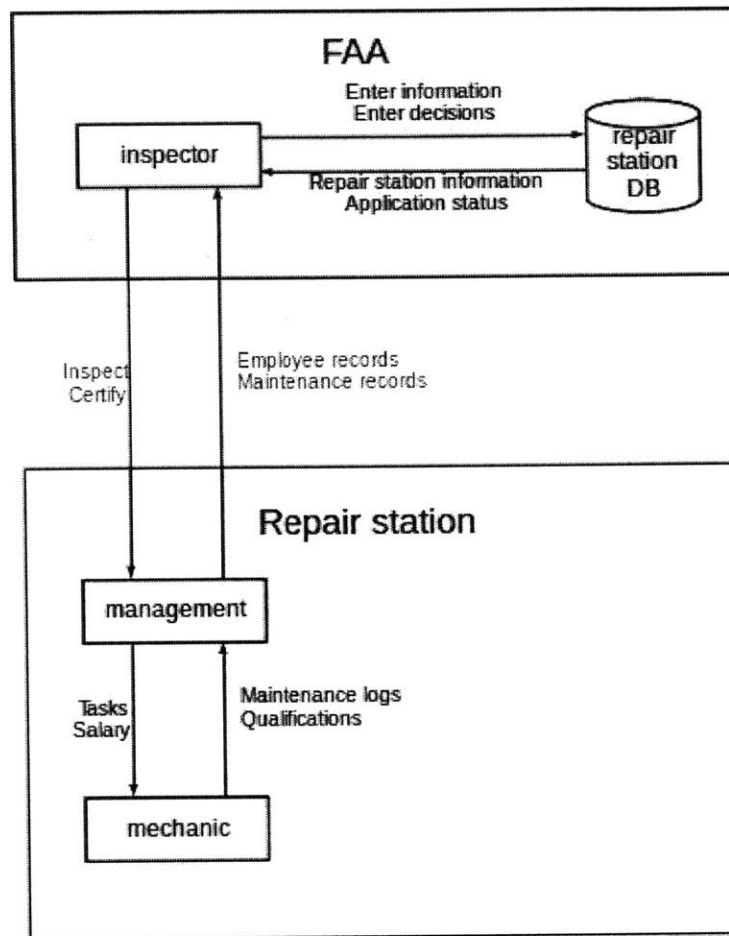 FAA
Enter information
Enter decisions
inspector
repair
station
DB
Repair station information
Application status
Inspect
Certify
Employee records
Maintenance records
Repair station
management
Tasks
Salary
Maintenance logs
Qualifications
mechanic